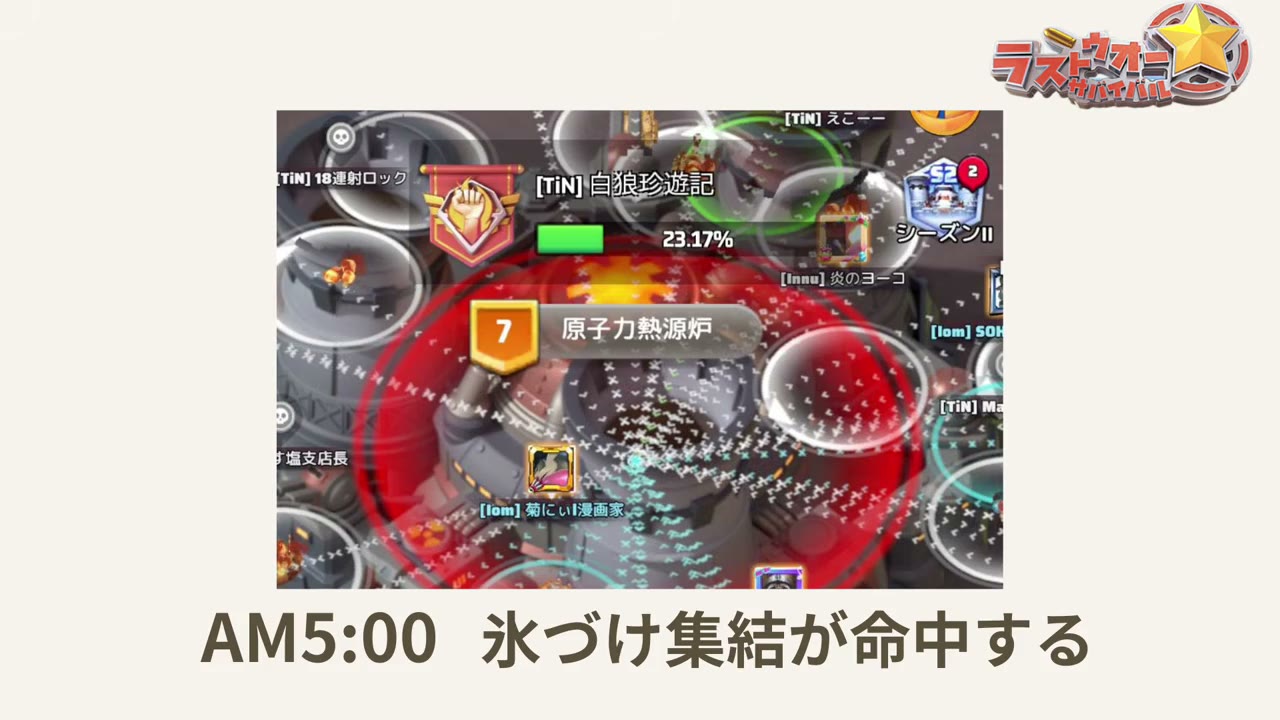 ラストウォー
サバイバル
[TiN] えこーー
[TiN] 18連射ロック
[TiN] 白狼珍遊記
S2
2
シーズンII
23.17%
[Innu] 炎のヨーコ
7
原子力熱源炉
[Iom] SOH
[TiN] Ma
す塩支店長
[Iom] 菊にぃI漫画家
AM5:00 氷づけ集結が命中する